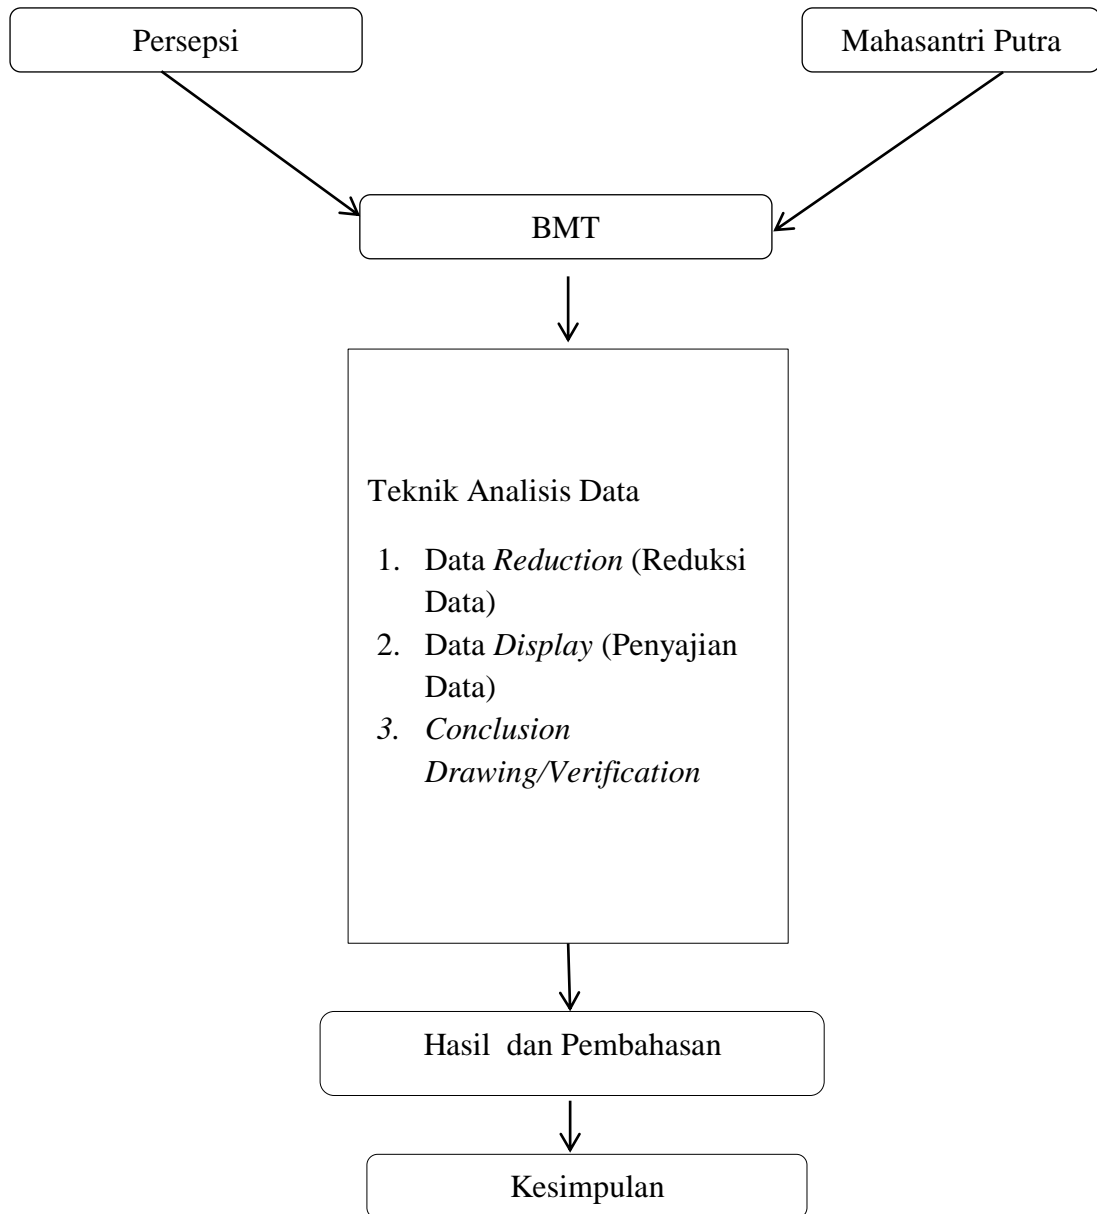 Persepsi
Mahasantri Putra
BMT
Teknik Analisis Data
1. Data Reduction (Reduksi
Data)
2. Data Display (Penyajian
Data)
3. Conclusion
Drawing/Verification
Hasil dan Pembahasan
Kesimpulan